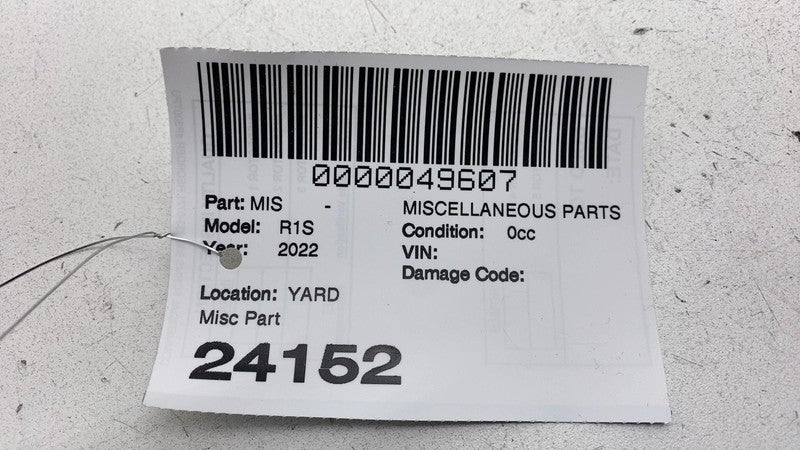 0000049607
Part: MIS - MISCELLANEOUS PARTS
Model: R1S Condition: 0cc
Year: 2022 VIN:
Damage Code:
Location: YARD
Misc Part
24152